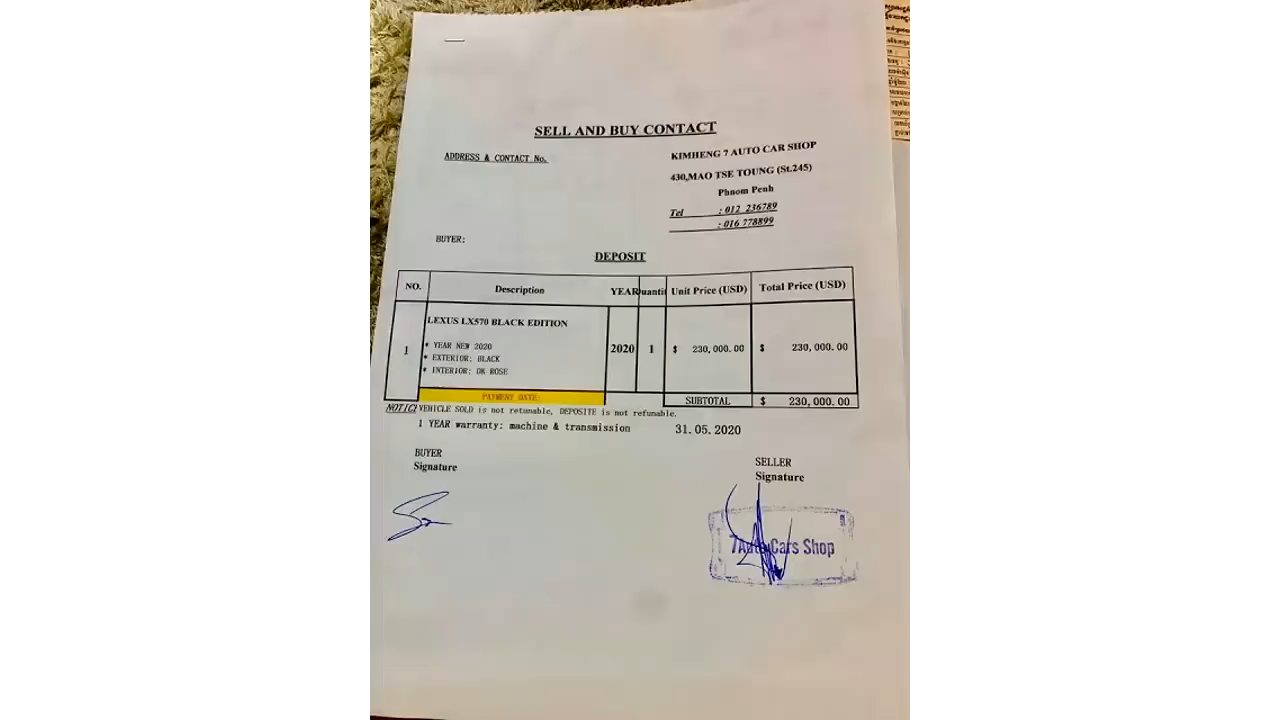 SELL AND BUY CONTACT
ADDRESS & CONTACT No.
KIMHENG 7 AUTO CAR SHOP
430,MAO TSE TOUNG (St.245)
Phnom Penh
Tel : 012 236789
: 016 778899
BUYER:
DEPOSIT
NO. Description YEAR uantit Unit Price (USD) Total Price (USD)
LEXUS LX570 BLACK EDITION
1 * YEAR NEW 2020 2020 1 $ 230,000.00 $ 230,000.00
* EXTERIOR: BLACK
* INTERIOR: DK ROSE
PAYMENT DATE: SUBTOTAL $ 230,000.00
NOTICE VEHICLE SOLD is not retunable, DEPOSITE is not refunable.
1 YEAR warranty: machine & transmission 31.05.2020
BUYER
Signature
SELLER
Signature
7Auto Cars Shop